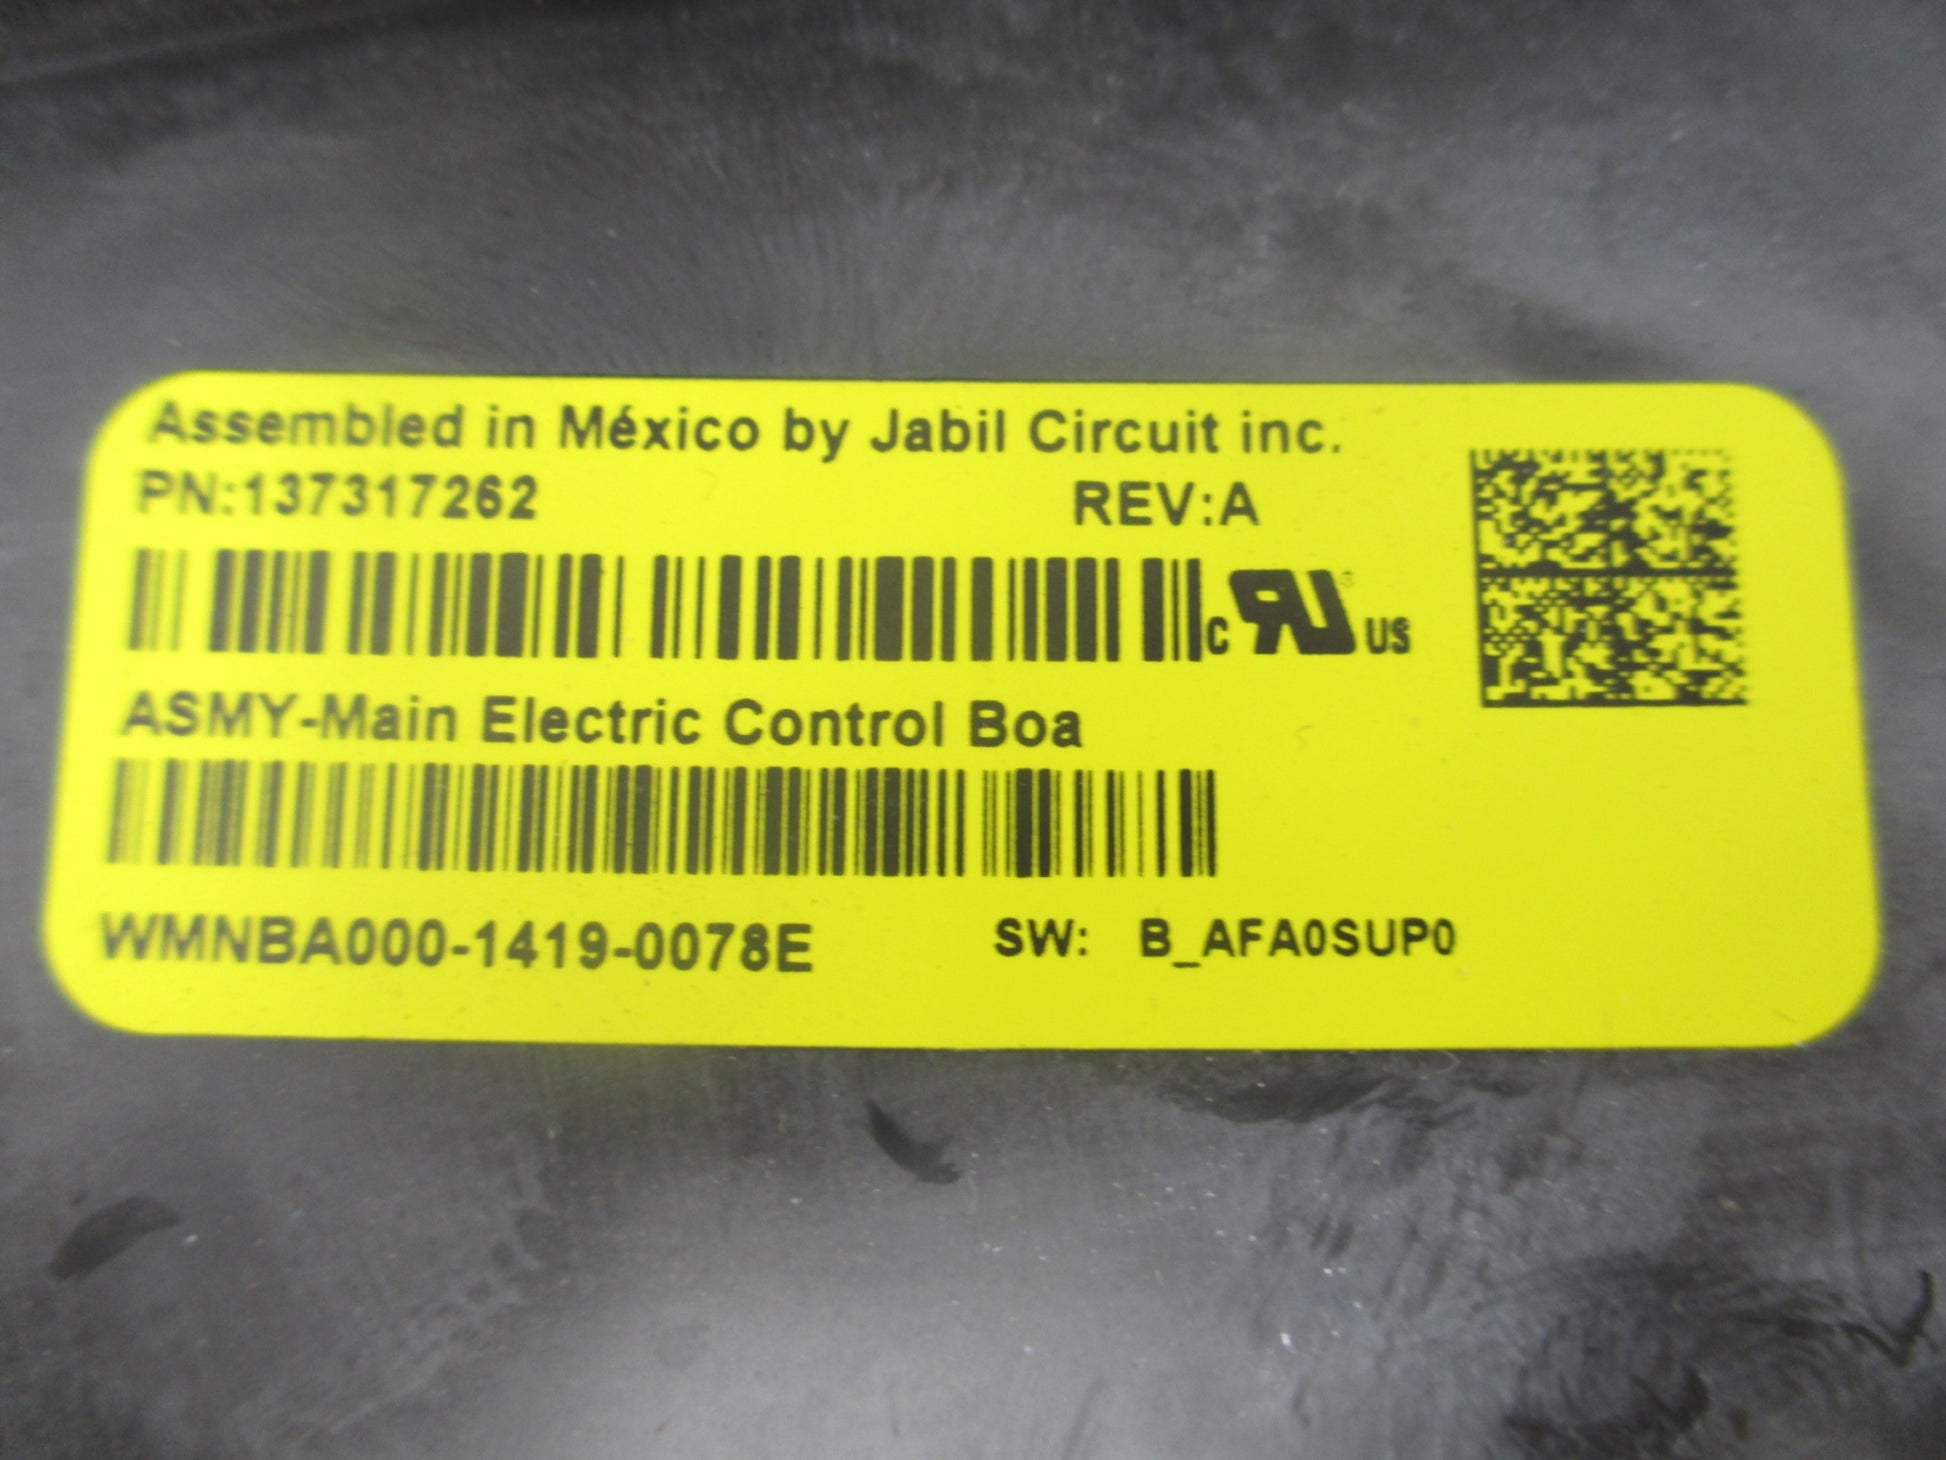 Assembled in México by Jabil Circuit inc.
PN:137317262 REV:A
c RU® US
ASMY-Main Electric Control Boa
WMNBA000-1419-0078E SW: B_AFA0SUP0